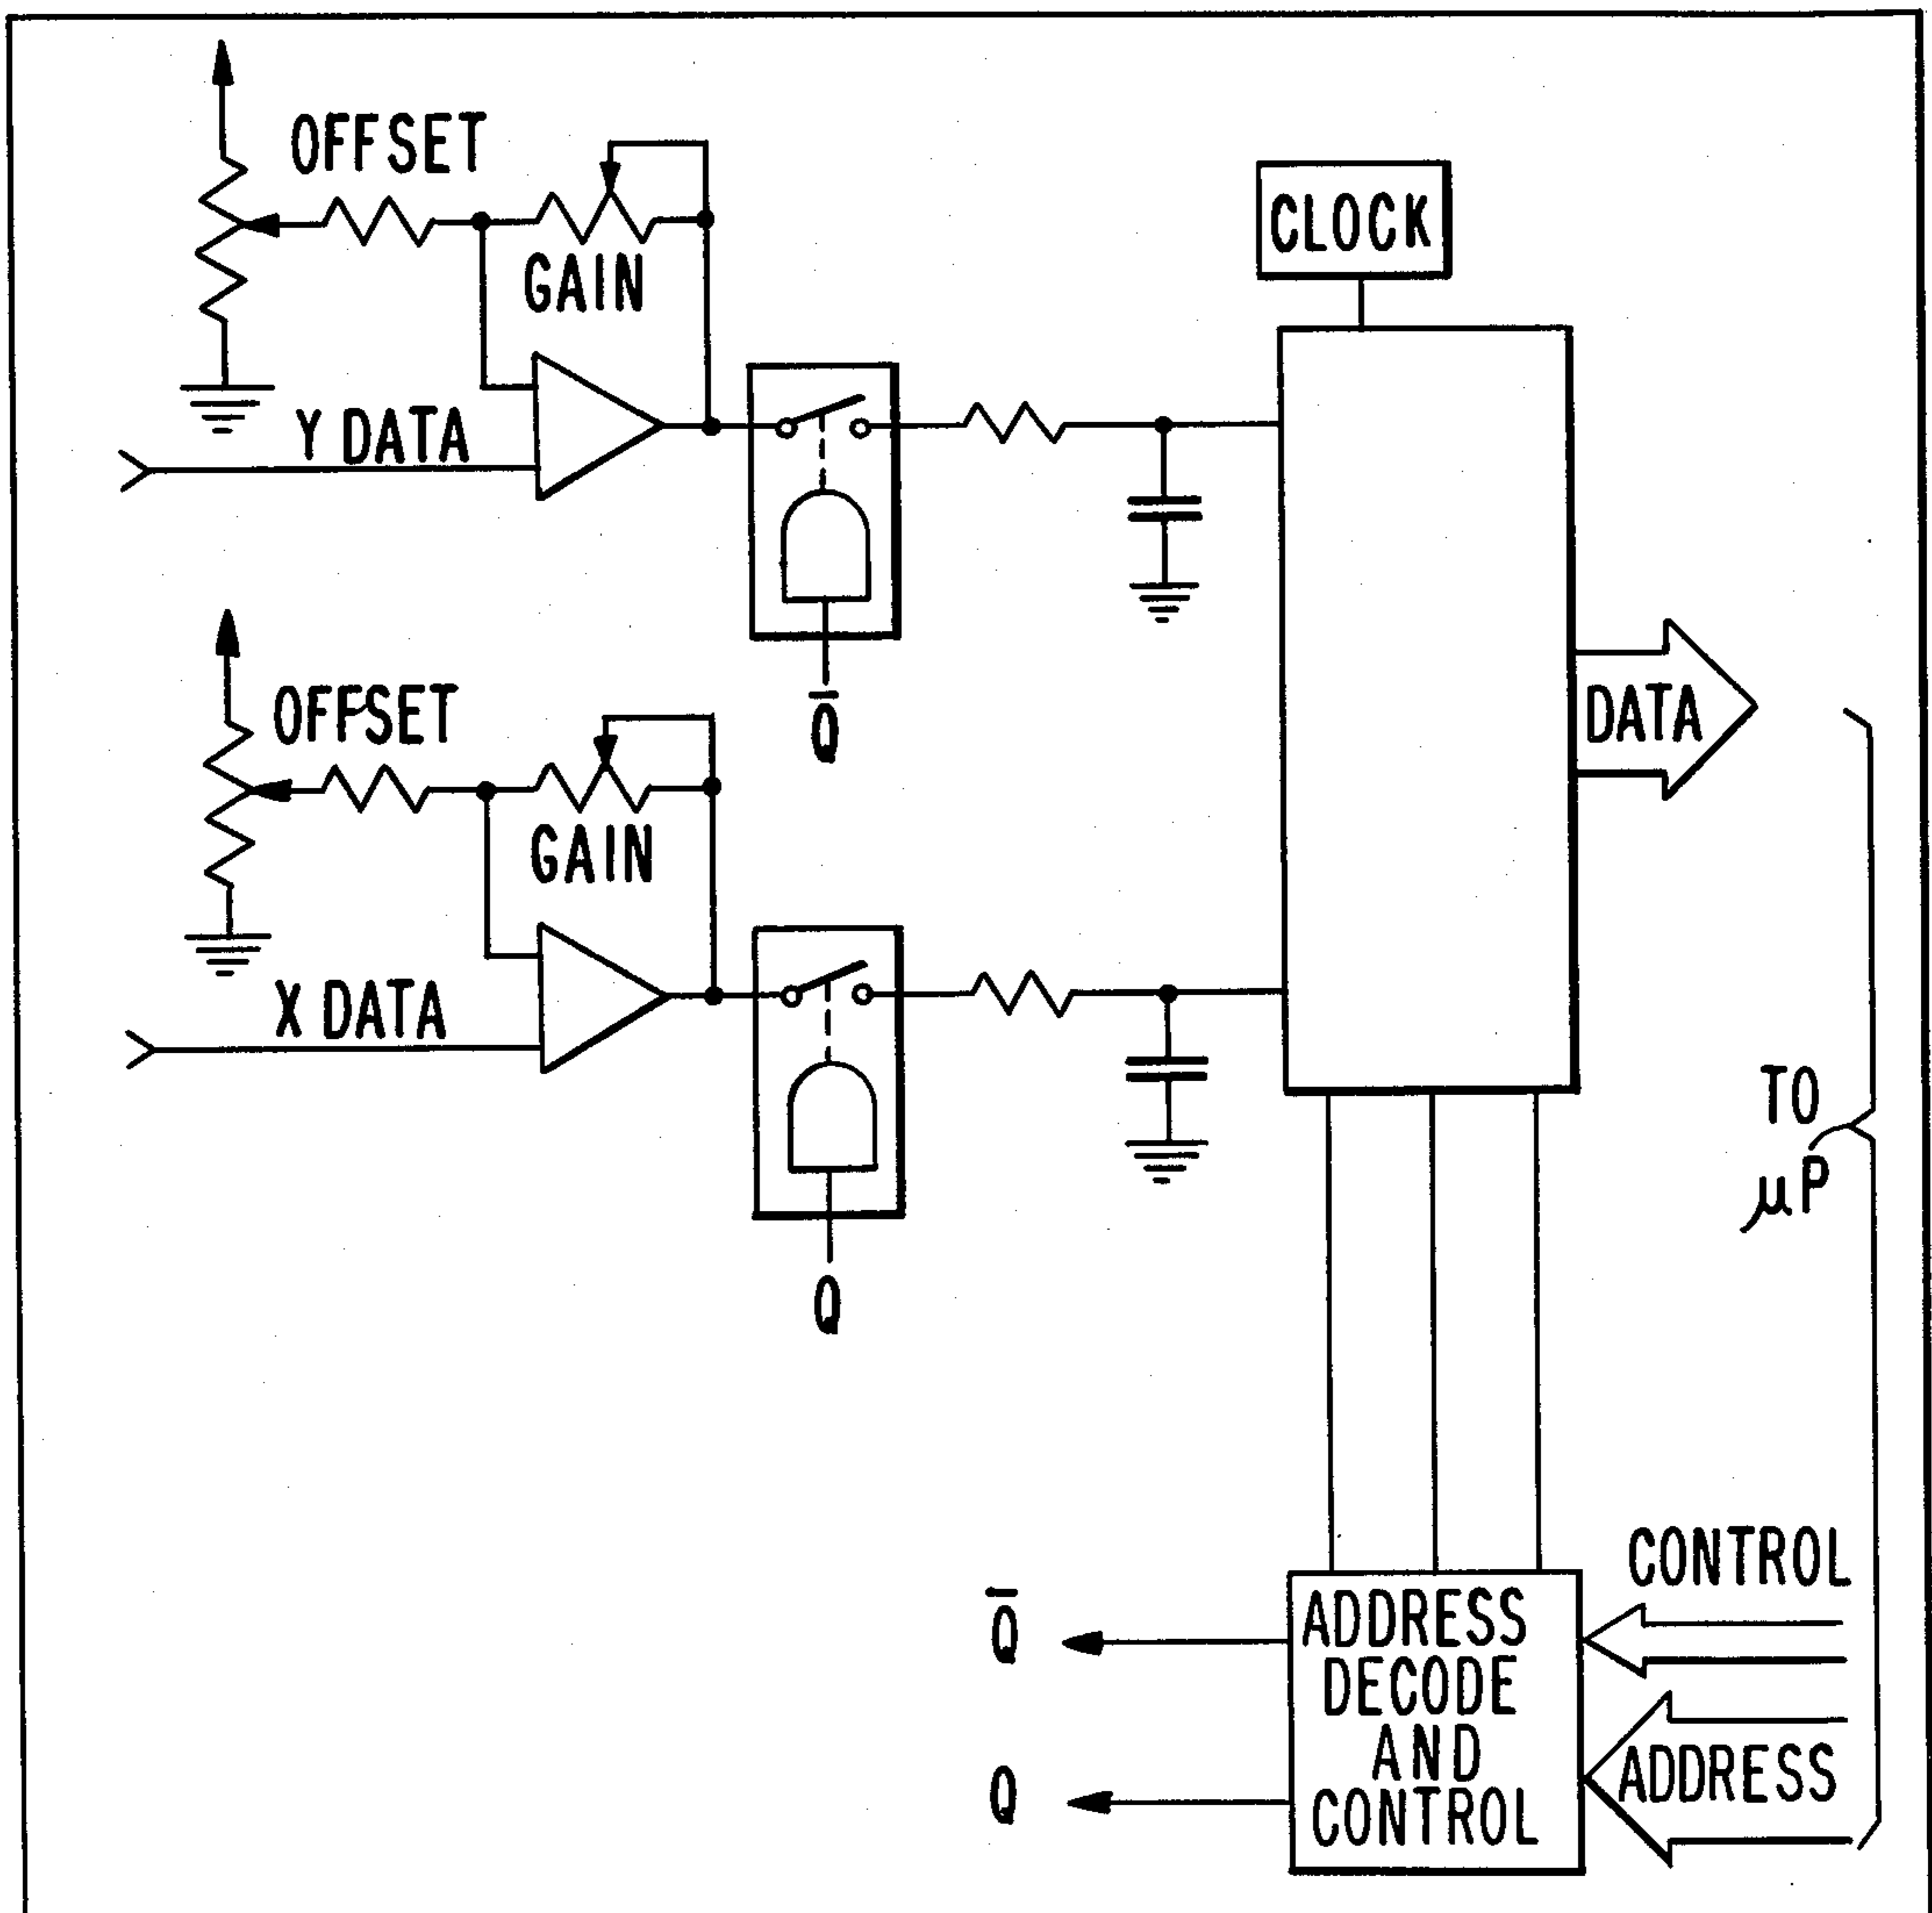 OFFSET
GAIN
CLOCK
Y DATA
Q̅
DATA
OFFSET
GAIN
X DATA
Q
TO
μP
CONTROL
Q̅
ADDRESS
DECODE
AND
CONTROL
Q
ADDRESS